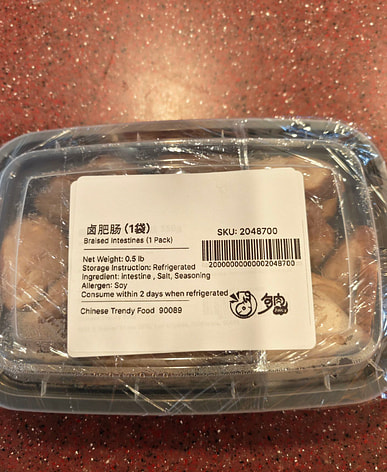 卤肥肠 (1袋)
Braised Intestines (1 Pack)
SKU: 2048700
20000000000002048700
Net Weight: 0.5 lb
Storage Instruction: Refrigerated
Ingredient: intestine , Salt, Seasoning
Allergen: Soy
Consume within 2 days when refrigerated
Chinese Trendy Food 90089